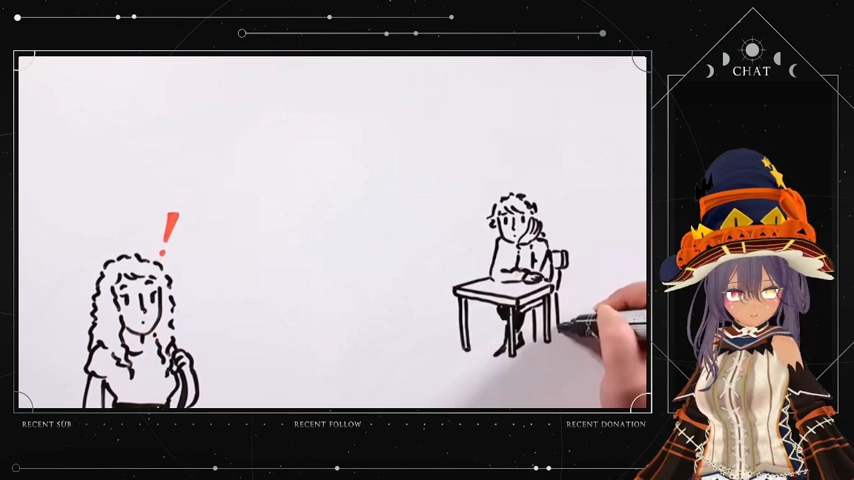 CHAT
RECENT SUB
RECENT FOLLOW
RECENT DONATION